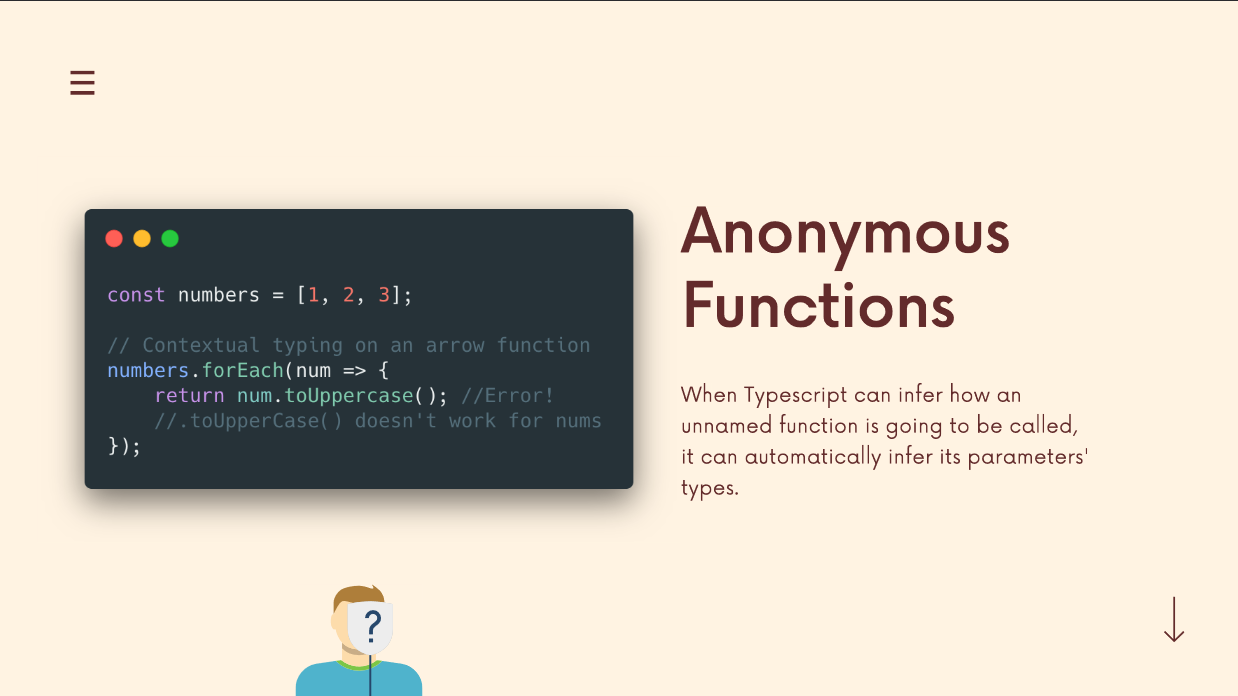 const numbers = [1, 2, 3];
// Contextual typing on an arrow function
numbers.forEach(num => {
    return num.toUppercase(); //Error!
    //.toUpperCase() doesn't work for nums
});
Anonymous
Functions
When Typescript can infer how an
unnamed function is going to be called,
it can automatically infer its parameters'
types.
?